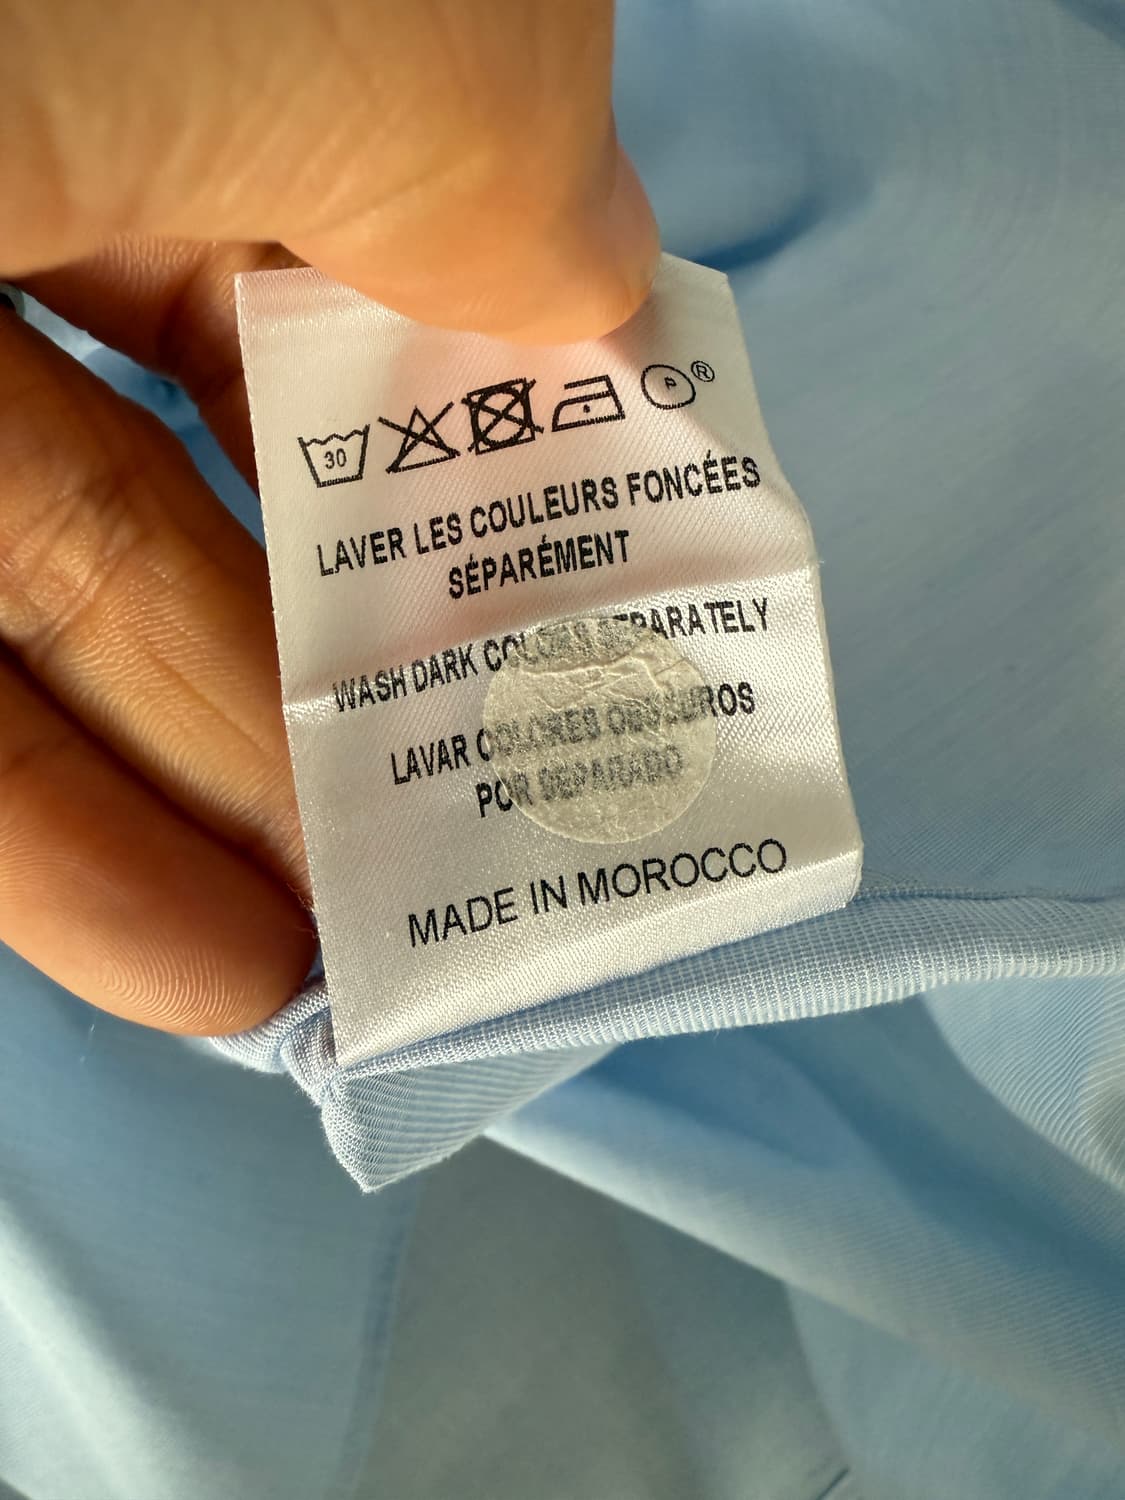 30 P ®
LAVER LES COULEURS FONCÉES
SÉPARÉMENT
WASH DARK COLORS SEPARATELY
LAVAR COLORES OBSCUROS
POR SEPARADO
MADE IN MOROCCO